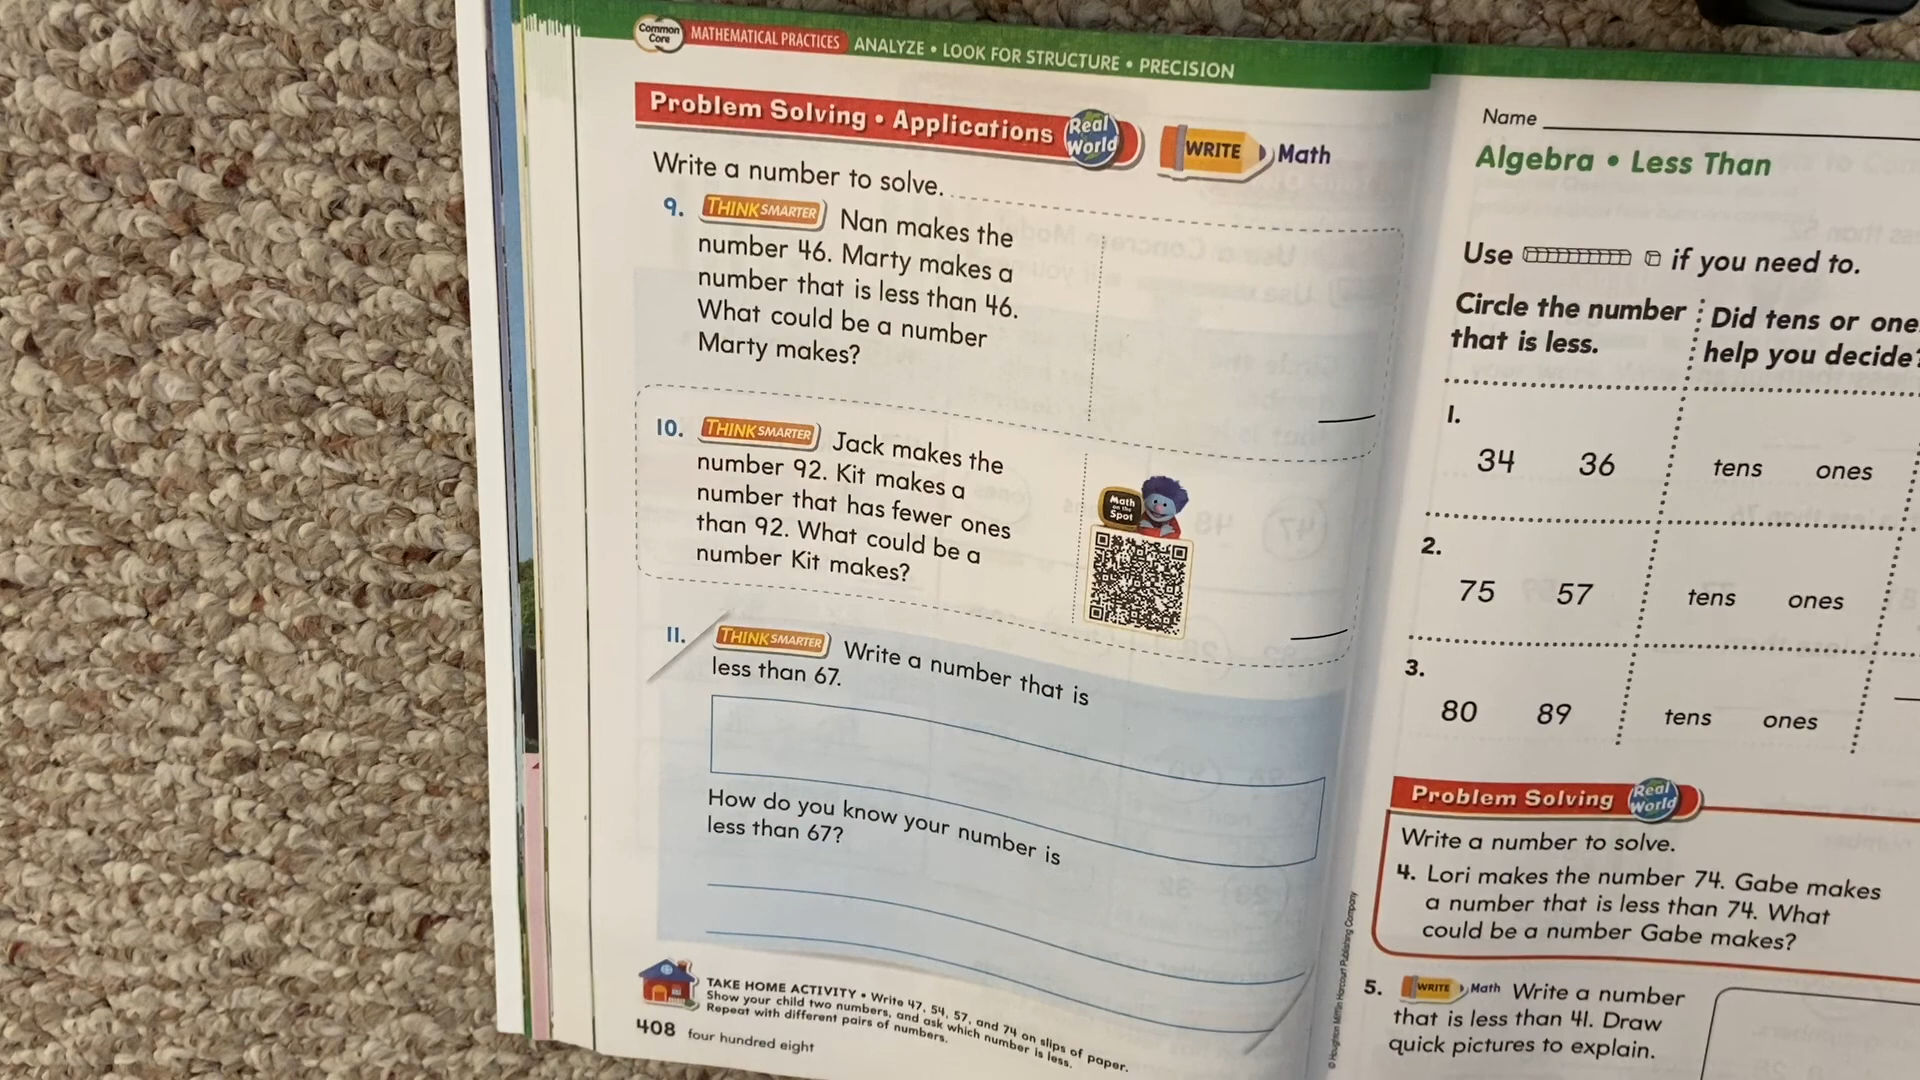 Common Core MATHEMATICAL PRACTICES ANALYZE • LOOK FOR STRUCTURE • PRECISION
Problem Solving • Applications Real World WRITE Math
Write a number to solve.
9. THINK SMARTER Nan makes the
number 46. Marty makes a
number that is less than 46.
What could be a number
Marty makes?
10. THINK SMARTER Jack makes the
number 92. Kit makes a
number that has fewer ones
than 92. What could be a
number Kit makes?
Math on the Spot
11. THINK SMARTER Write a number that is
less than 67.
How do you know your number is
less than 67?
TAKE HOME ACTIVITY • Write 47, 54, 57, and 74 on slips of paper.
Show your child two numbers, and ask which number is less.
Repeat with different pairs of numbers.
408 four hundred eight
© Houghton Mifflin Harcourt Publishing Company
Name
Algebra • Less Than
Use if you need to.
Circle the number
that is less.
Did tens or one
help you decide?
1.
34 36 tens ones
2.
75 57 tens ones
3.
80 89 tens ones
Problem Solving Real World
Write a number to solve.
4. Lori makes the number 74. Gabe makes
a number that is less than 74. What
could be a number Gabe makes?
5. WRITE Math Write a number
that is less than 41. Draw
quick pictures to explain.